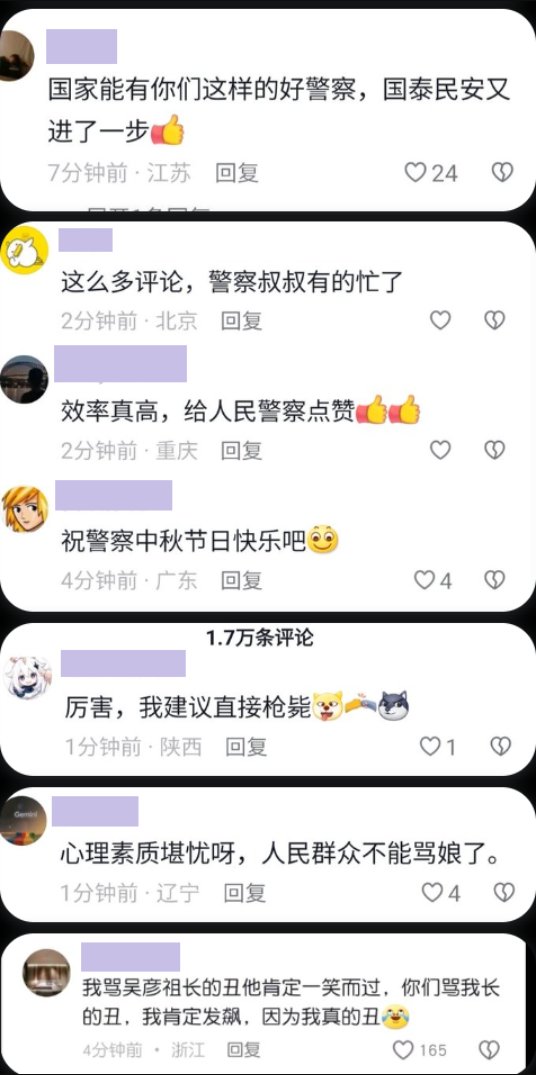 国家能有你们这样的好警察，国泰民安又
进了一步👍
7分钟前 · 江苏 回复 24
这么多评论，警察叔叔有的忙了
2分钟前 · 北京 回复
效率真高，给人民警察点赞👍👍
2分钟前 · 重庆 回复
祝警察中秋节日快乐吧
4分钟前 · 广东 回复 4
1.7万条评论
厉害，我建议直接枪毙
1分钟前 · 陕西 回复 1
Gemini
心理素质堪忧呀，人民群众不能骂娘了。
1分钟前 · 辽宁 回复 4
我骂吴彦祖长的丑他肯定一笑而过，你们骂我长
的丑，我肯定发飙，因为我真的丑😂
4分钟前 · 浙江 回复 165